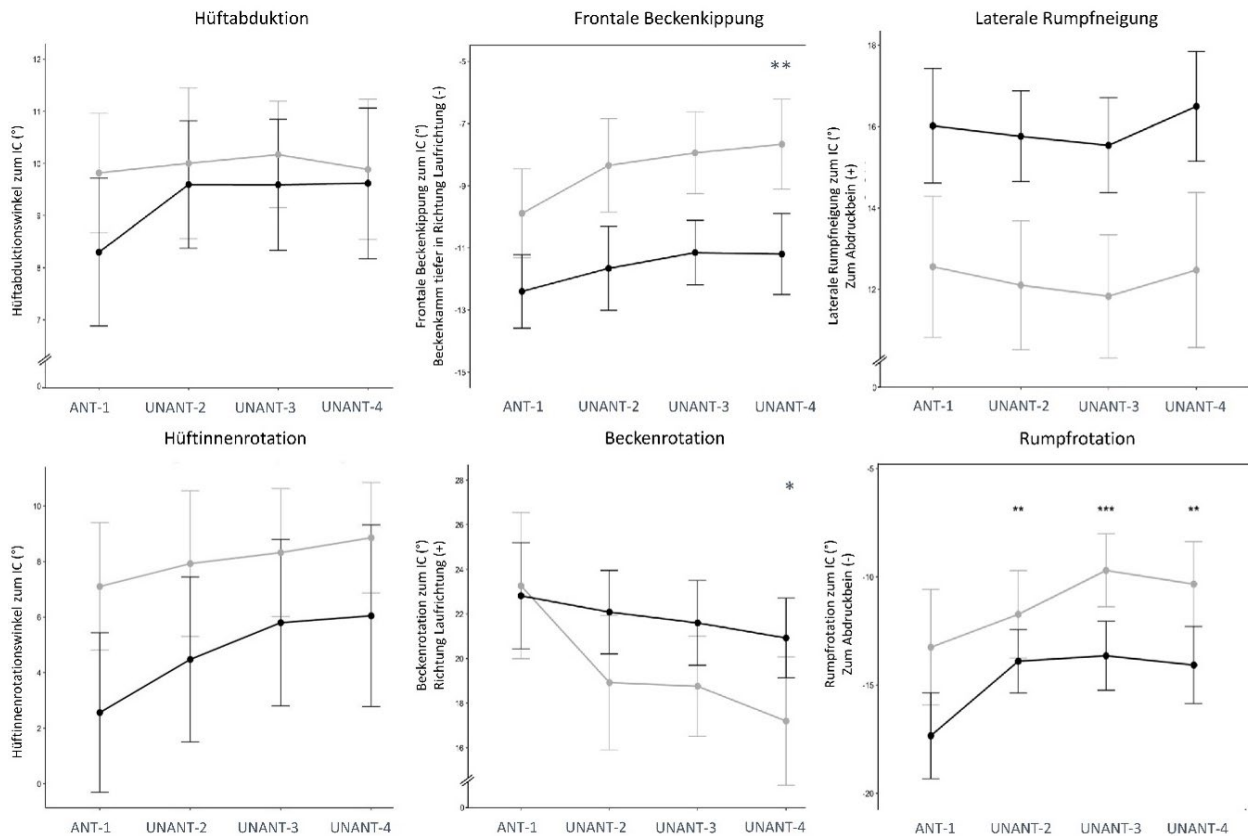 Hüftabduktion
Hüftabduktionswinkel zum IC (°)
12
11
10
9
8
7
0
ANT-1 UNANT-2 UNANT-3 UNANT-4
Frontale Beckenkippung
Frontale Beckenkippung zum IC (°)
Beckenkamm tiefer in Richtung Laufrichtung (-)
-5
-7
-9
-11
-13
-15
**
ANT-1 UNANT-2 UNANT-3 UNANT-4
Laterale Rumpfneigung
Laterale Rumpfneigung zum IC (°)
Zum Abdruckbein (+)
18
16
14
12
0
ANT-1 UNANT-2 UNANT-3 UNANT-4
Hüftinnenrotation
Hüftinnenrotationswinkel zum IC (°)
10
8
6
4
2
0
ANT-1 UNANT-2 UNANT-3 UNANT-4
Beckenrotation
Beckenrotation zum IC (°)
Richtung Laufrichtung (+)
28
26
24
22
20
18
16
0
*
ANT-1 UNANT-2 UNANT-3 UNANT-4
Rumpfrotation
Rumpfrotation zum IC (°)
Zum Abdruckbein (-)
-5
-10
-15
-20
** *** **
ANT-1 UNANT-2 UNANT-3 UNANT-4